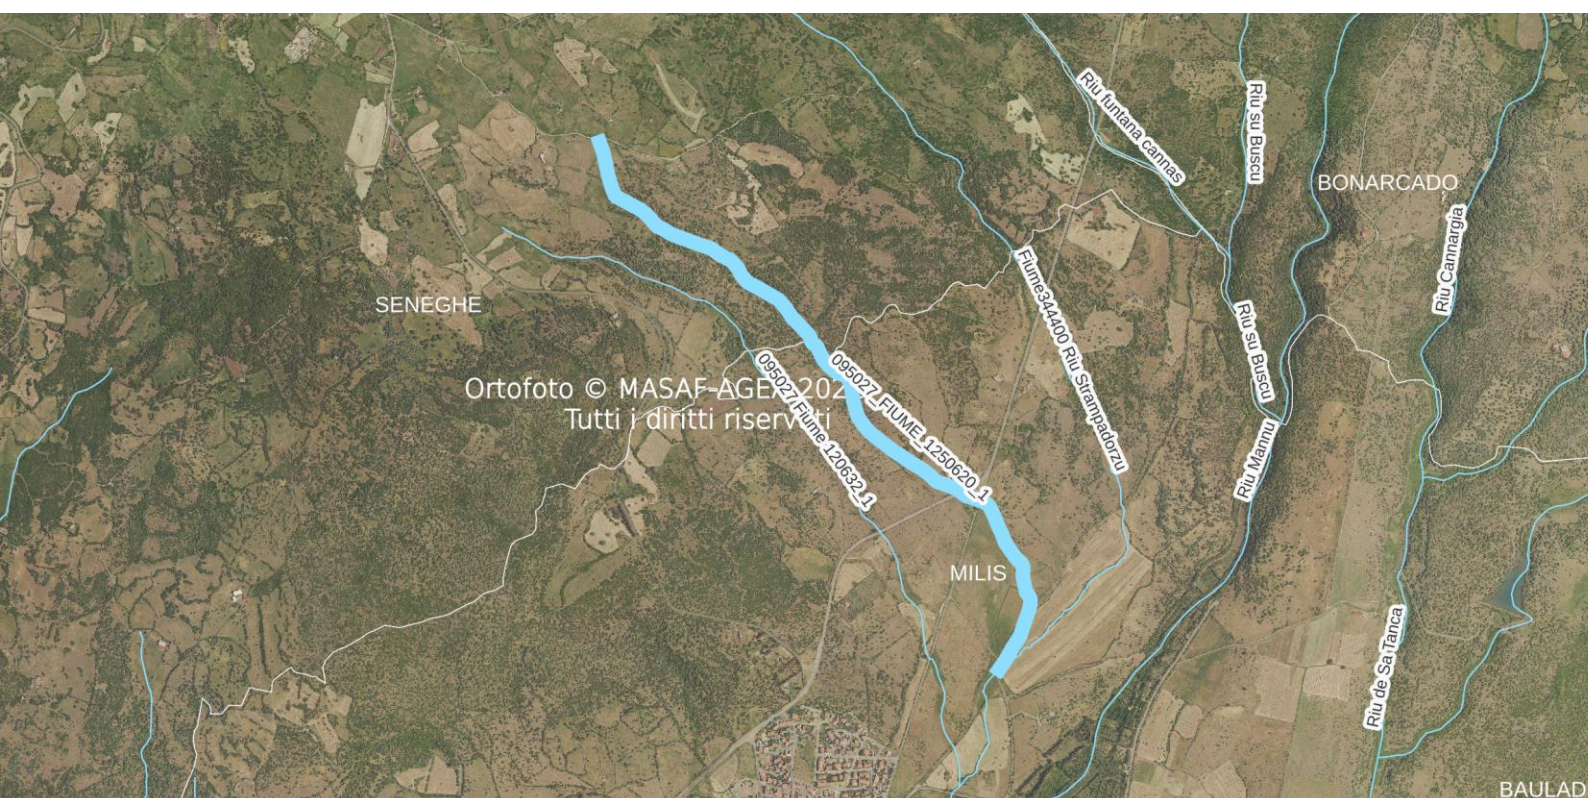 Riu funtana cannas
Riu su Buscu
BONARCADO
Riu Cannargia
Fiume344400 Riu Strampadorzu
SENEGHE
Riu su Buscu
Ortofoto © MASAF-AGEA 202
Tutti i diritti riservati
095027Fiume 120632_1
095027_FIUME_1250620_1
Riu Mannu
MILIS
Riu de Sa Tanca
BAULAD